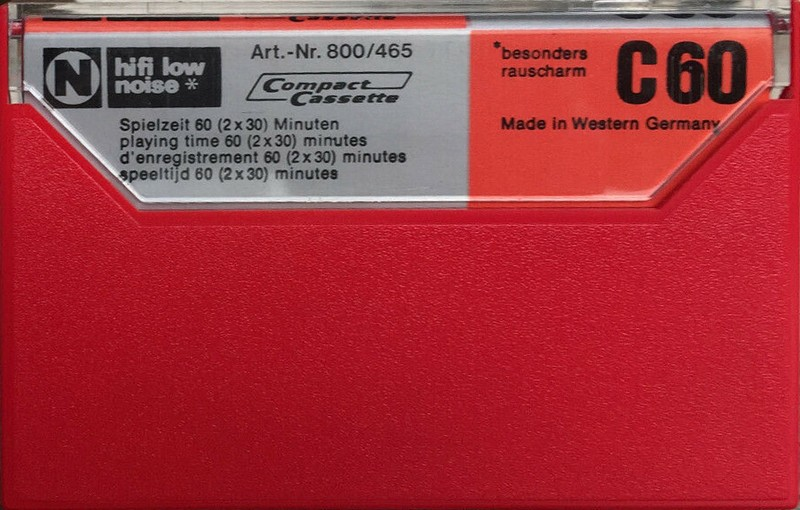 N hifi low
noise*
Art.-Nr. 800/465
Compact
Cassette
Spielzeit 60 (2x30) Minuten
playing time 60 (2x30) minutes
d'enregistrement 60 (2x30) minutes
speeltijd 60 (2x30) minutes
*besonders
rauscharm
C60
Made in Western Germany